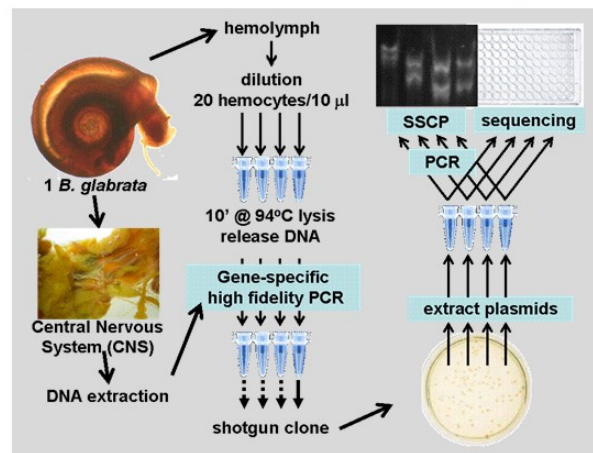 1 B. glabrata
Central Nervous
System (CNS)
DNA extraction
hemolymph
dilution
20 hemocytes/10 µl
10' @ 94ºC lysis
release DNA
Gene-specific
high fidelity PCR
shotgun clone
extract plasmids
PCR
SSCP
sequencing